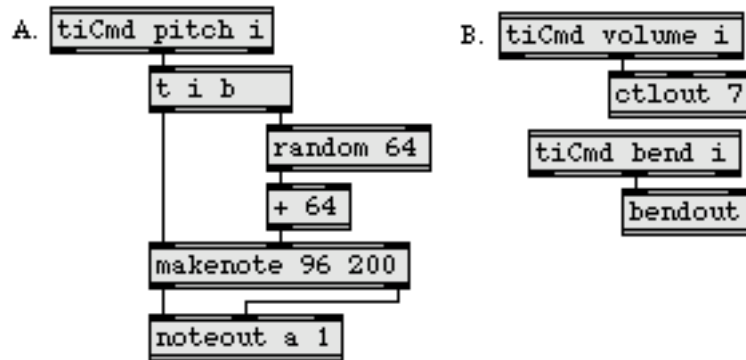 A. tiCmd pitch i
t i b
random 64
+ 64
makenote 96 200
noteout a 1
B. tiCmd volume i
ctlout 7
tiCmd bend i
bendout